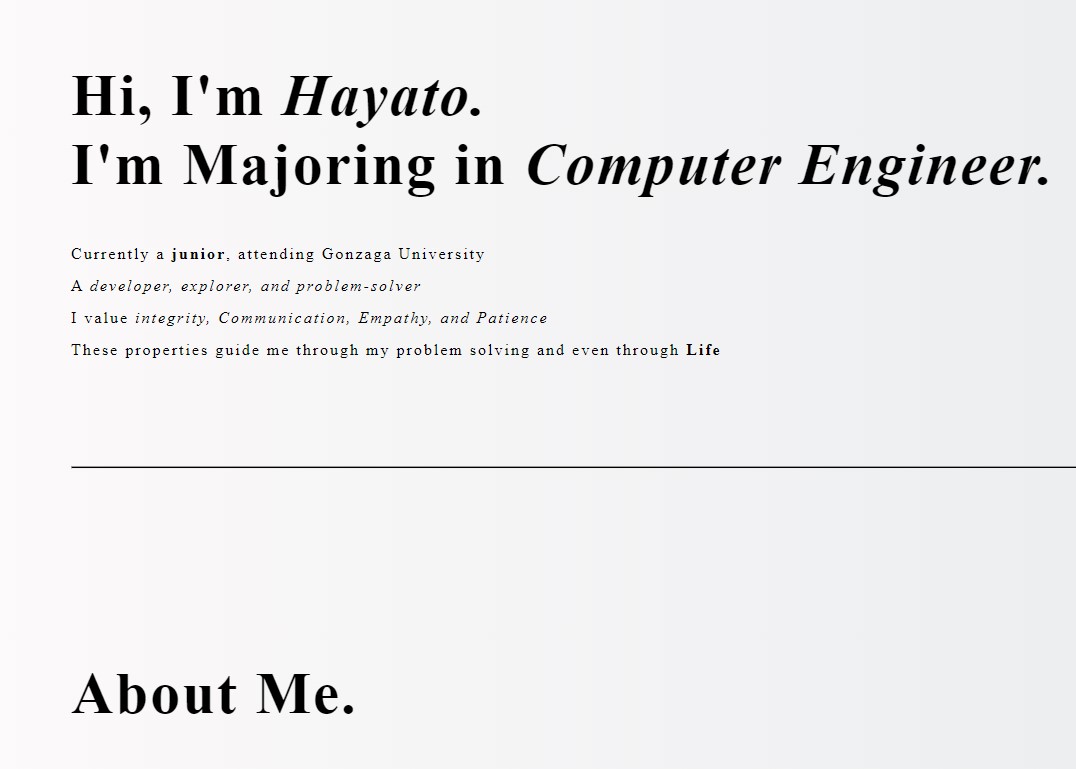 Hi, I'm Hayato.
I'm Majoring in Computer Engineer.
Currently a junior, attending Gonzaga University
A developer, explorer, and problem-solver
I value integrity, Communication, Empathy, and Patience
These properties guide me through my problem solving and even through Life
About Me.